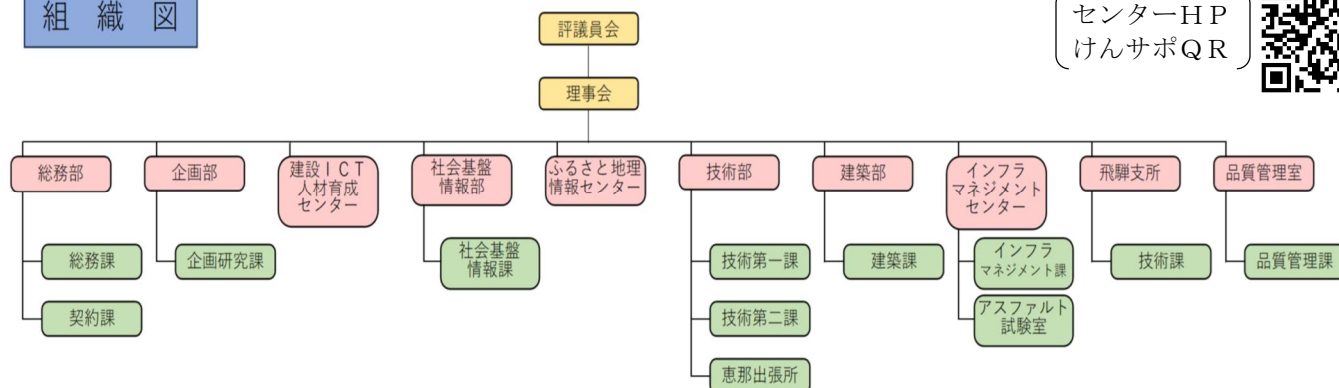 組織図
センターHP
けんサポQR
評議員会
理事会
総務部
企画部
建設ICT
人材育成
センター
社会基盤
情報部
ふるさと地理
情報センター
技術部
建築部
インフラ
マネジメント
センター
飛騨支所
品質管理室
総務課
企画研究課
社会基盤
情報課
技術第一課
建築課
インフラ
マネジメント課
技術課
品質管理課
契約課
技術第二課
アスファルト
試験室
恵那出張所